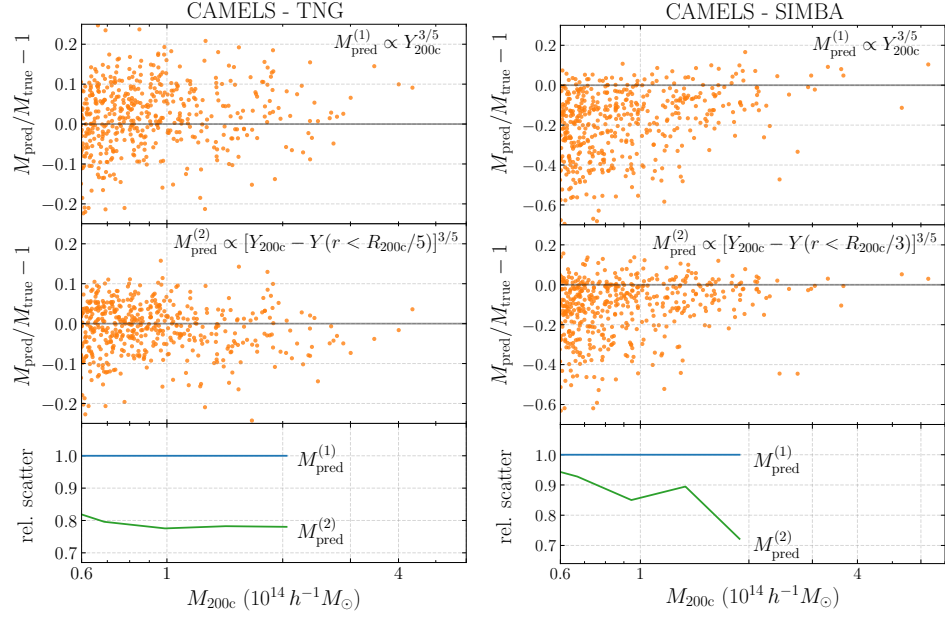 CAMELS - TNG
M_pred^(1) ∝ Y_200c^3/5
M_pred/M_true − 1
0.2
0.1
0.0
−0.1
−0.2
M_pred^(2) ∝ [Y_200c − Y(r < R_200c/5)]^3/5
M_pred/M_true − 1
0.2
0.1
0.0
−0.1
−0.2
rel. scatter
1.0
0.9
0.8
0.7
M_pred^(1)
M_pred^(2)
0.6 1 2 4
M_200c (10^14 h^−1 M_⊙)
CAMELS - SIMBA
M_pred^(1) ∝ Y_200c^3/5
M_pred/M_true − 1
0.2
0.0
−0.2
−0.4
−0.6
M_pred^(2) ∝ [Y_200c − Y(r < R_200c/3)]^3/5
M_pred/M_true − 1
0.2
0.0
−0.2
−0.4
−0.6
rel. scatter
1.0
0.9
0.8
0.7
M_pred^(1)
M_pred^(2)
0.6 1 2 4
M_200c (10^14 h^−1 M_⊙)